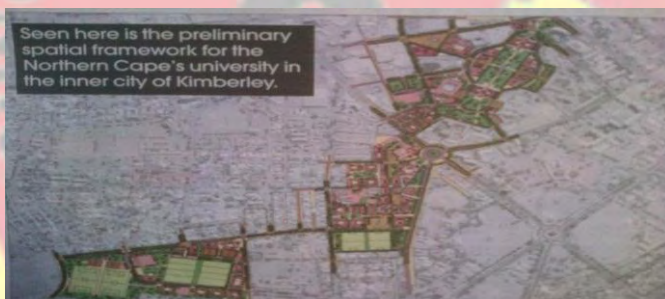 Seen here is the preliminary
spatial framework for the
Northern Cape's university in
the inner city of Kimberley.